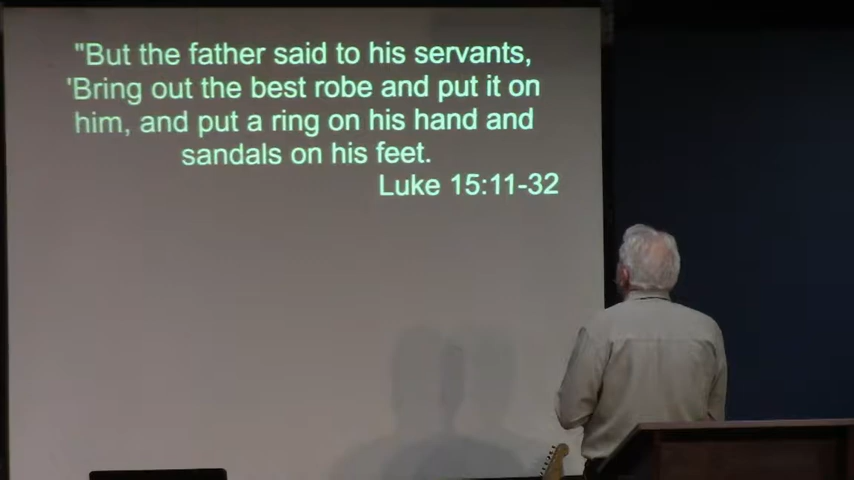 "But the father said to his servants,
'Bring out the best robe and put it on
him, and put a ring on his hand and
sandals on his feet.
Luke 15:11-32